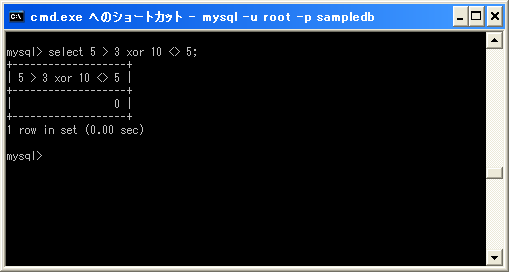 cmd.exe へのショートカット - mysql -u root -p sampledb
mysql> select 5 > 3 xor 10 <> 5;
+------------------+
| 5 > 3 xor 10 <> 5 |
+------------------+
|                 0 |
+------------------+
1 row in set (0.00 sec)
mysql>